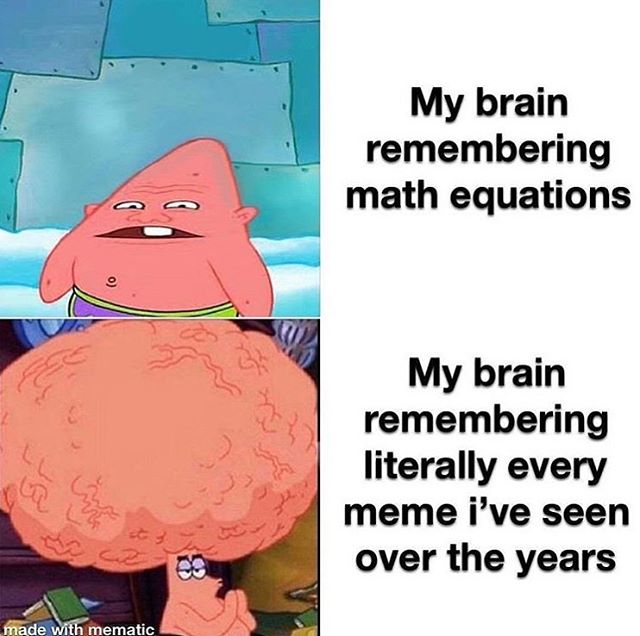 My brain
remembering
math equations
My brain
remembering
literally every
meme i've seen
over the years
made with mematic